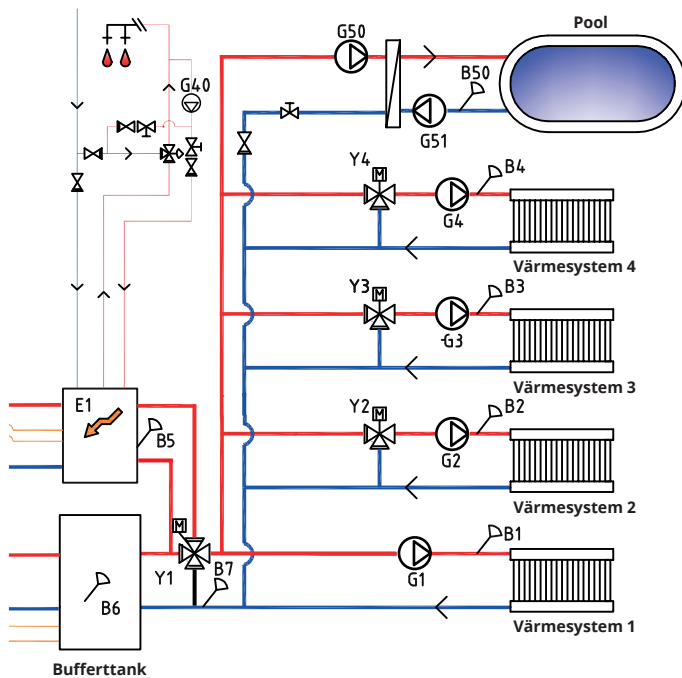 Pool
G50
G40
B50
G51
Y4
M
B4
G4
Värmesystem 4
Y3
M
B3
G3
Värmesystem 3
E1
Y2
M
B2
B5
G2
Värmesystem 2
M
B1
Y1
B7
G1
B6
Värmesystem 1
Bufferttank